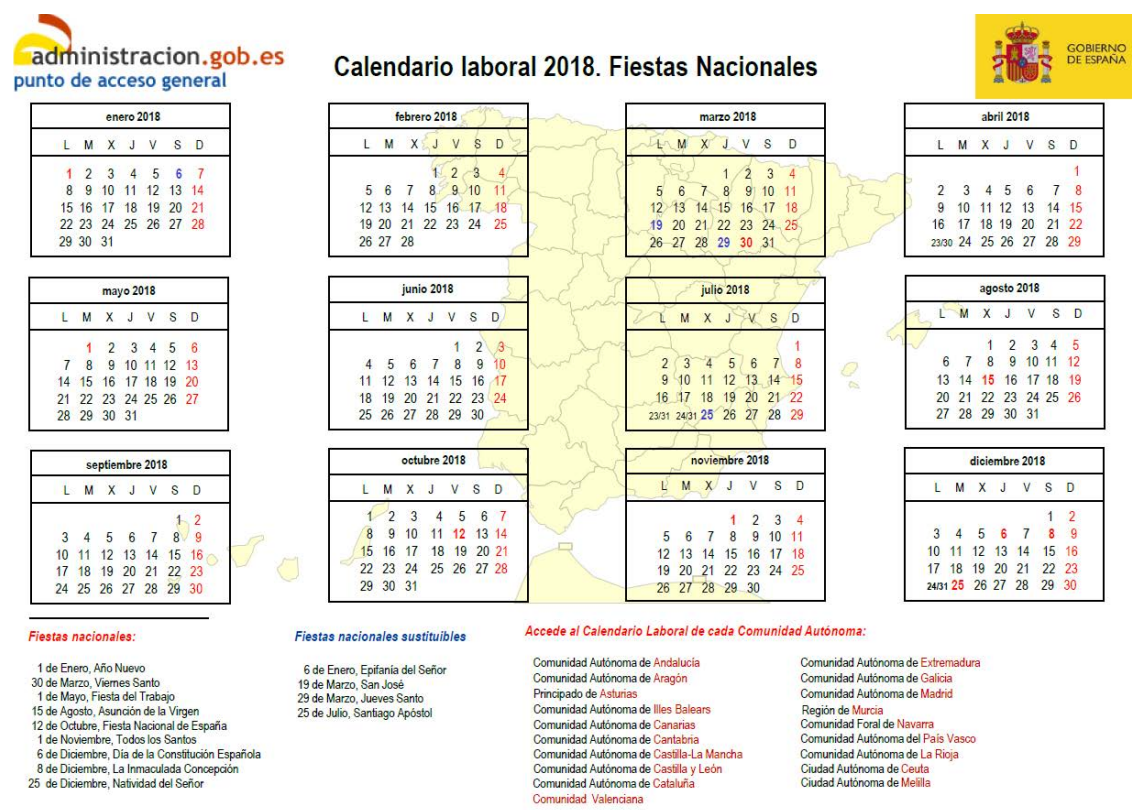 administracion.gob.es
punto de acceso general
Calendario laboral 2018. Fiestas Nacionales
GOBIERNO
DE ESPAÑA
enero 2018
L M X J V S D
1 2 3 4 5 6 7
8 9 10 11 12 13 14
15 16 17 18 19 20 21
22 23 24 25 26 27 28
29 30 31
febrero 2018
L M X J V S D
1 2 3 4
5 6 7 8 9 10 11
12 13 14 15 16 17 18
19 20 21 22 23 24 25
26 27 28
marzo 2018
L M X J V S D
1 2 3 4
5 6 7 8 9 10 11
12 13 14 15 16 17 18
19 20 21 22 23 24 25
26 27 28 29 30 31
abril 2018
L M X J V S D
1
2 3 4 5 6 7 8
9 10 11 12 13 14 15
16 17 18 19 20 21 22
23/30 24 25 26 27 28 29
mayo 2018
L M X J V S D
1 2 3 4 5 6
7 8 9 10 11 12 13
14 15 16 17 18 19 20
21 22 23 24 25 26 27
28 29 30 31
junio 2018
L M X J V S D
1 2 3
4 5 6 7 8 9 10
11 12 13 14 15 16 17
18 19 20 21 22 23 24
25 26 27 28 29 30
julio 2018
L M X J V S D
1
2 3 4 5 6 7 8
9 10 11 12 13 14 15
16 17 18 19 20 21 22
23/31 24/31 25 26 27 28 29
agosto 2018
L M X J V S D
1 2 3 4 5
6 7 8 9 10 11 12
13 14 15 16 17 18 19
20 21 22 23 24 25 26
27 28 29 30 31
septiembre 2018
L M X J V S D
1 2
3 4 5 6 7 8 9
10 11 12 13 14 15 16
17 18 19 20 21 22 23
24 25 26 27 28 29 30
octubre 2018
L M X J V S D
1 2 3 4 5 6 7
8 9 10 11 12 13 14
15 16 17 18 19 20 21
22 23 24 25 26 27 28
29 30 31
noviembre 2018
L M X J V S D
1 2 3 4
5 6 7 8 9 10 11
12 13 14 15 16 17 18
19 20 21 22 23 24 25
26 27 28 29 30
diciembre 2018
L M X J V S D
1 2
3 4 5 6 7 8 9
10 11 12 13 14 15 16
17 18 19 20 21 22 23
24/31 25 26 27 28 29 30
Fiestas nacionales:
1 de Enero, Año Nuevo
30 de Marzo, Viernes Santo
1 de Mayo, Fiesta del Trabajo
15 de Agosto, Asunción de la Virgen
12 de Octubre, Fiesta Nacional de España
1 de Noviembre, Todos los Santos
6 de Diciembre, Día de la Constitución Española
8 de Diciembre, La Inmaculada Concepción
25 de Diciembre, Natividad del Señor
Fiestas nacionales sustituibles
6 de Enero, Epifanía del Señor
19 de Marzo, San José
29 de Marzo, Jueves Santo
25 de Julio, Santiago Apóstol
Accede al Calendario Laboral de cada Comunidad Autónoma:
Comunidad Autónoma de Andalucía
Comunidad Autónoma de Aragón
Principado de Asturias
Comunidad Autónoma de Illes Balears
Comunidad Autónoma de Canarias
Comunidad Autónoma de Cantabria
Comunidad Autónoma de Castilla-La Mancha
Comunidad Autónoma de Castilla y León
Comunidad Autónoma de Cataluña
Comunidad Valenciana
Comunidad Autónoma de Extremadura
Comunidad Autónoma de Galicia
Comunidad Autónoma de Madrid
Región de Murcia
Comunidad Foral de Navarra
Comunidad Autónoma del País Vasco
Comunidad Autónoma de La Rioja
Ciudad Autónoma de Ceuta
Ciudad Autónoma de Melilla